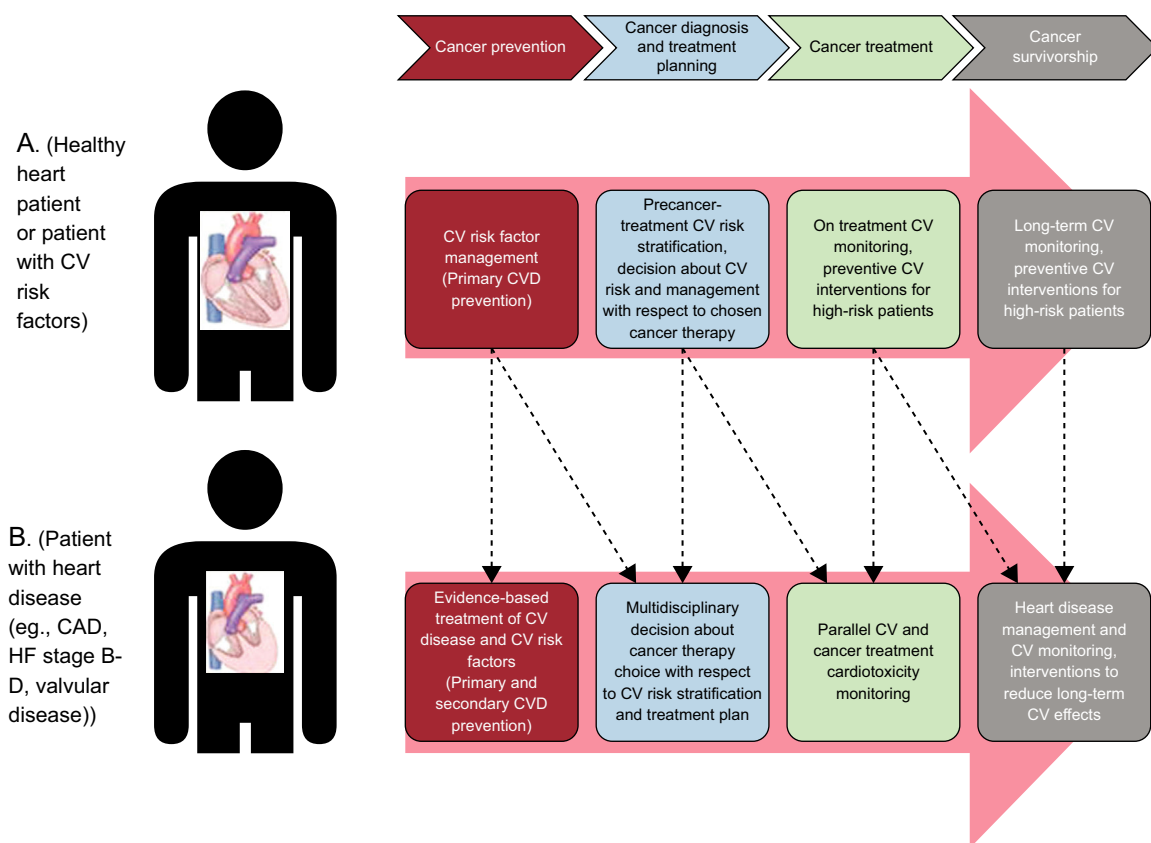 Cancer prevention
Cancer diagnosis
and treatment
planning
Cancer treatment
Cancer
survivorship
A. (Healthy
heart
patient
or patient
with CV
risk
factors)
CV risk factor
management
(Primary CVD
prevention)
Precancer-
treatment CV risk
stratification,
decision about CV
risk and management
with respect to chosen
cancer therapy
On treatment CV
monitoring,
preventive CV
interventions for
high-risk patients
Long-term CV
monitoring,
preventive CV
interventions for
high-risk patients
B. (Patient
with heart
disease
(eg., CAD,
HF stage B-
D, valvular
disease))
Evidence-based
treatment of CV
disease and CV risk
factors
(Primary and
secondary CVD
prevention)
Multidisciplinary
decision about
cancer therapy
choice with respect
to CV risk stratification
and treatment plan
Parallel CV and
cancer treatment
cardiotoxicity
monitoring
Heart disease
management and
CV monitoring,
interventions to
reduce long-term
CV effects